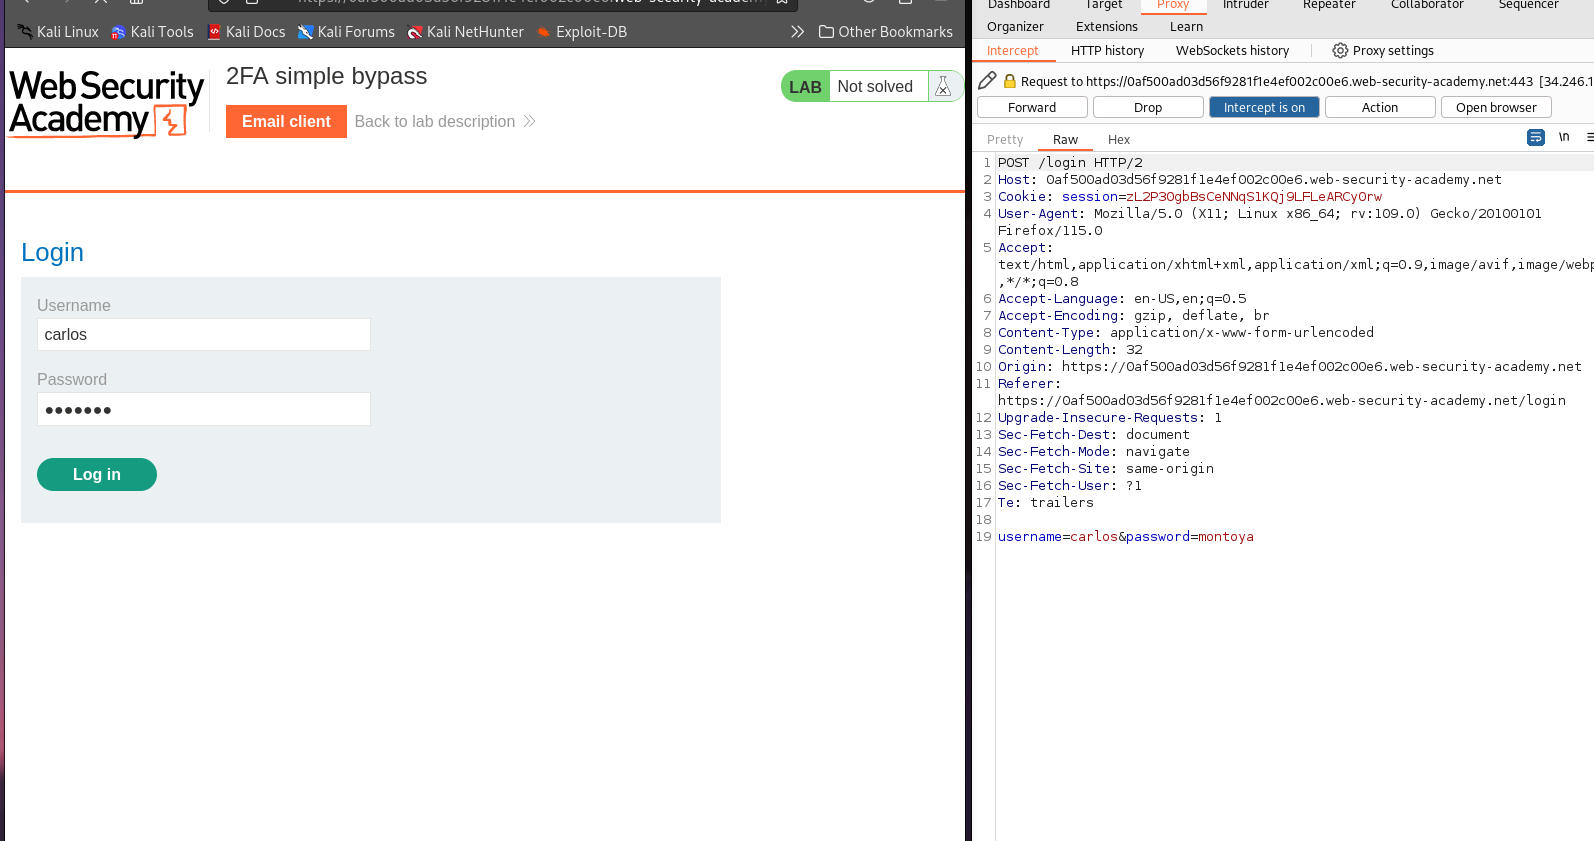 Kali Linux Kali Tools Kali Docs Kali Forums Kali NetHunter Exploit-DB Other Bookmarks
Web Security
Academy
2FA simple bypass
Email client Back to lab description
LAB Not solved
Login
Username
carlos
Password
•••••••
Log in
Dashboard Target Proxy Intruder Repeater Collaborator Sequencer
Organizer Extensions Learn
Intercept HTTP history WebSockets history Proxy settings
Request to https://0af500ad03d56f9281f1e4ef002c00e6.web-security-academy.net:443 [34.246.1
Forward Drop Intercept is on Action Open browser
Pretty Raw Hex \n
1 POST /login HTTP/2
2 Host: 0af500ad03d56f9281f1e4ef002c00e6.web-security-academy.net
3 Cookie: session=zL2P30gbBsCeNNqS1KQj9LFLeARCyOrw
4 User-Agent: Mozilla/5.0 (X11; Linux x86_64; rv:109.0) Gecko/20100101
Firefox/115.0
5 Accept:
text/html,application/xhtml+xml,application/xml;q=0.9,image/avif,image/webp
,*/*;q=0.8
6 Accept-Language: en-US,en;q=0.5
7 Accept-Encoding: gzip, deflate, br
8 Content-Type: application/x-www-form-urlencoded
9 Content-Length: 32
10 Origin: https://0af500ad03d56f9281f1e4ef002c00e6.web-security-academy.net
11 Referer:
https://0af500ad03d56f9281f1e4ef002c00e6.web-security-academy.net/login
12 Upgrade-Insecure-Requests: 1
13 Sec-Fetch-Dest: document
14 Sec-Fetch-Mode: navigate
15 Sec-Fetch-Site: same-origin
16 Sec-Fetch-User: ?1
17 Te: trailers
18
19 username=carlos&password=montoya